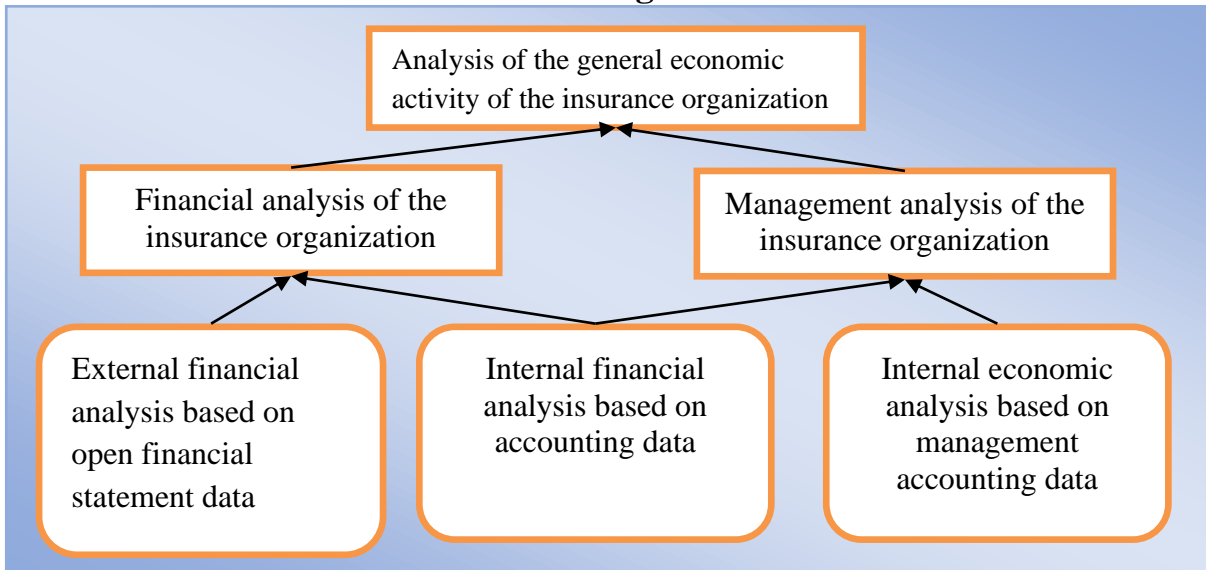 Analysis of the general economic
activity of the insurance organization
Financial analysis of the
insurance organization
Management analysis of the
insurance organization
External financial
analysis based on
open financial
statement data
Internal financial
analysis based on
accounting data
Internal economic
analysis based on
management
accounting data